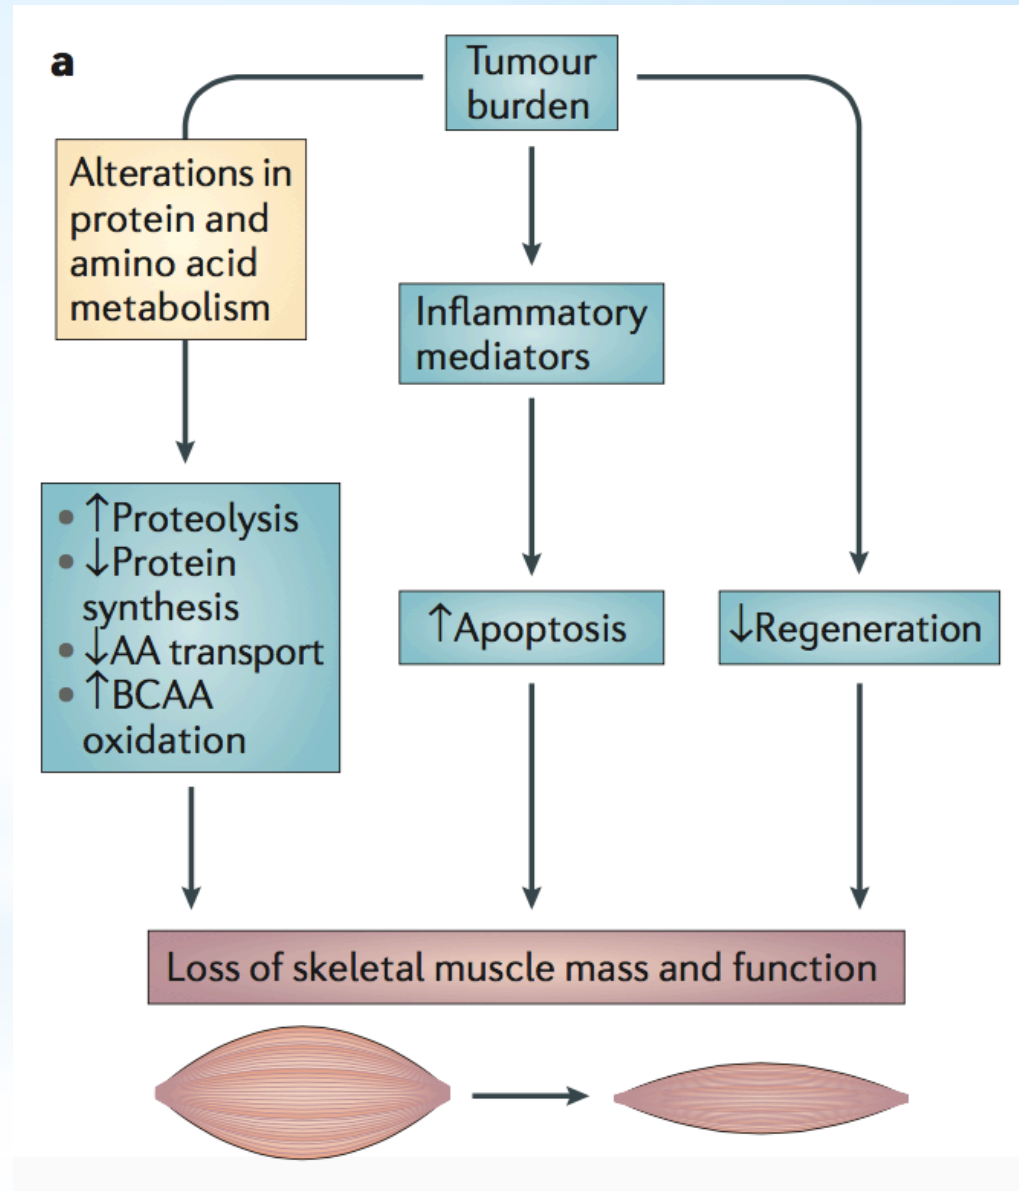 a
Tumour
burden
Alterations in
protein and
amino acid
metabolism
Inflammatory
mediators
• ↑Proteolysis
• ↓Protein
synthesis
• ↓AA transport
• ↑BCAA
oxidation
↑Apoptosis
↓Regeneration
Loss of skeletal muscle mass and function